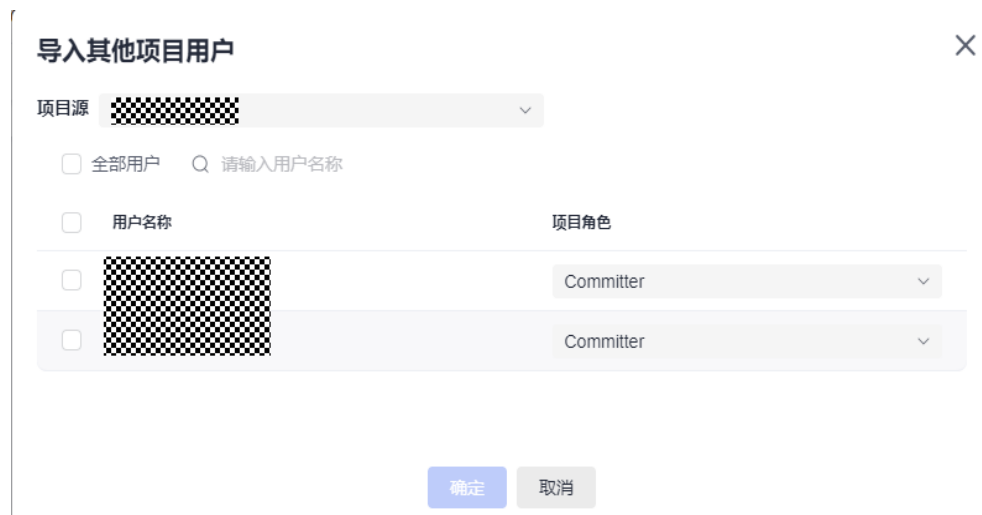 导入其他项目用户
项目源
全部用户 请输入用户名称
用户名称 项目角色
Committer
Committer
确定 取消